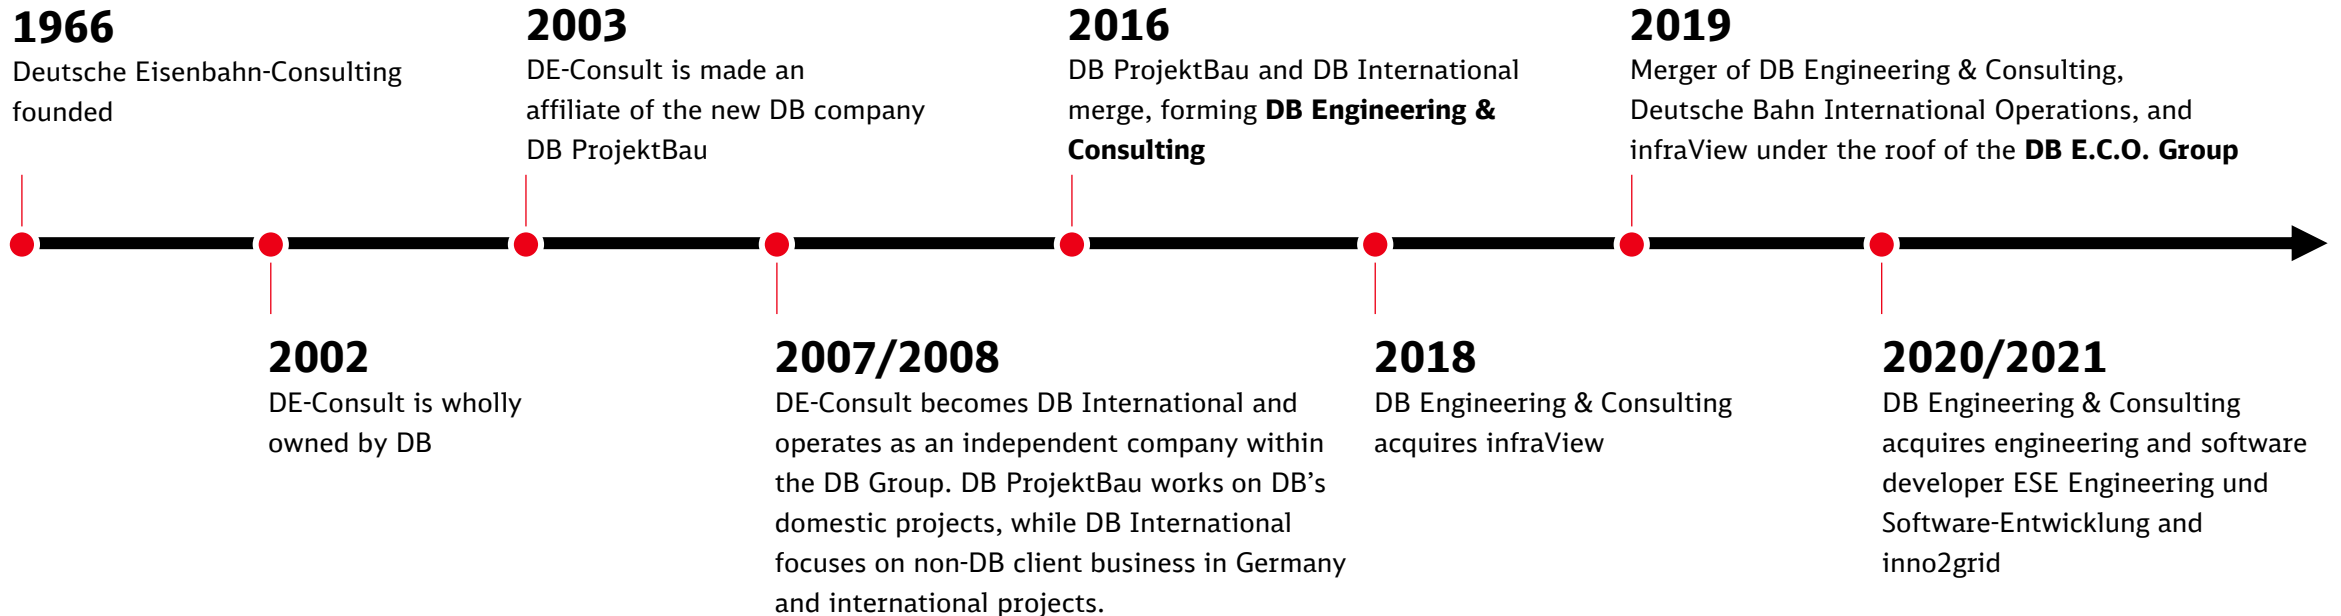 1966
Deutsche Eisenbahn-Consulting
founded
2003
DE-Consult is made an
affiliate of the new DB company
DB ProjektBau
2016
DB ProjektBau and DB International
merge, forming DB Engineering &
Consulting
2019
Merger of DB Engineering & Consulting,
Deutsche Bahn International Operations, and
infraView under the roof of the DB E.C.O. Group
2002
DE-Consult is wholly
owned by DB
2007/2008
DE-Consult becomes DB International and
operates as an independent company within
the DB Group. DB ProjektBau works on DB's
domestic projects, while DB International
focuses on non-DB client business in Germany
and international projects.
2018
DB Engineering & Consulting
acquires infraView
2020/2021
DB Engineering & Consulting
acquires engineering and software
developer ESE Engineering und
Software-Entwicklung and
inno2grid